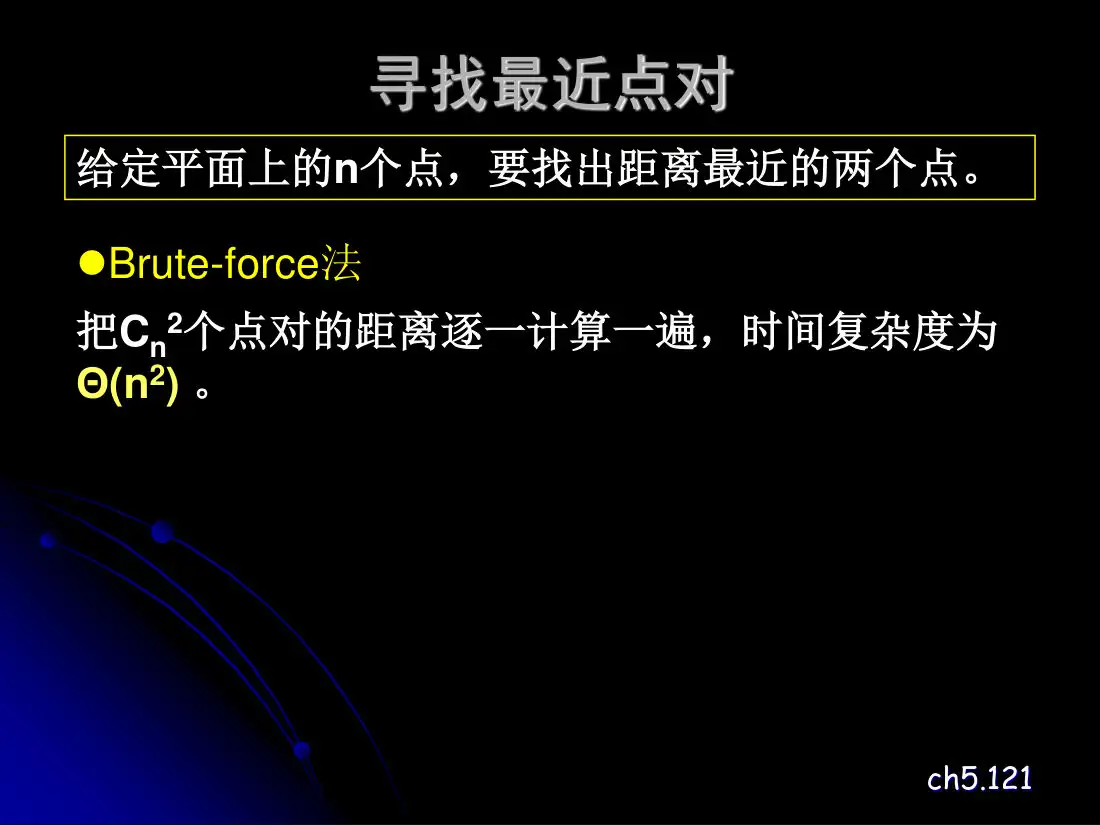 寻找最近点对
给定平面上的n个点，要找出距离最近的两个点。
●Brute-force法
把Cn²个点对的距离逐一计算一遍，时间复杂度为
Θ(n²) 。
ch5.121